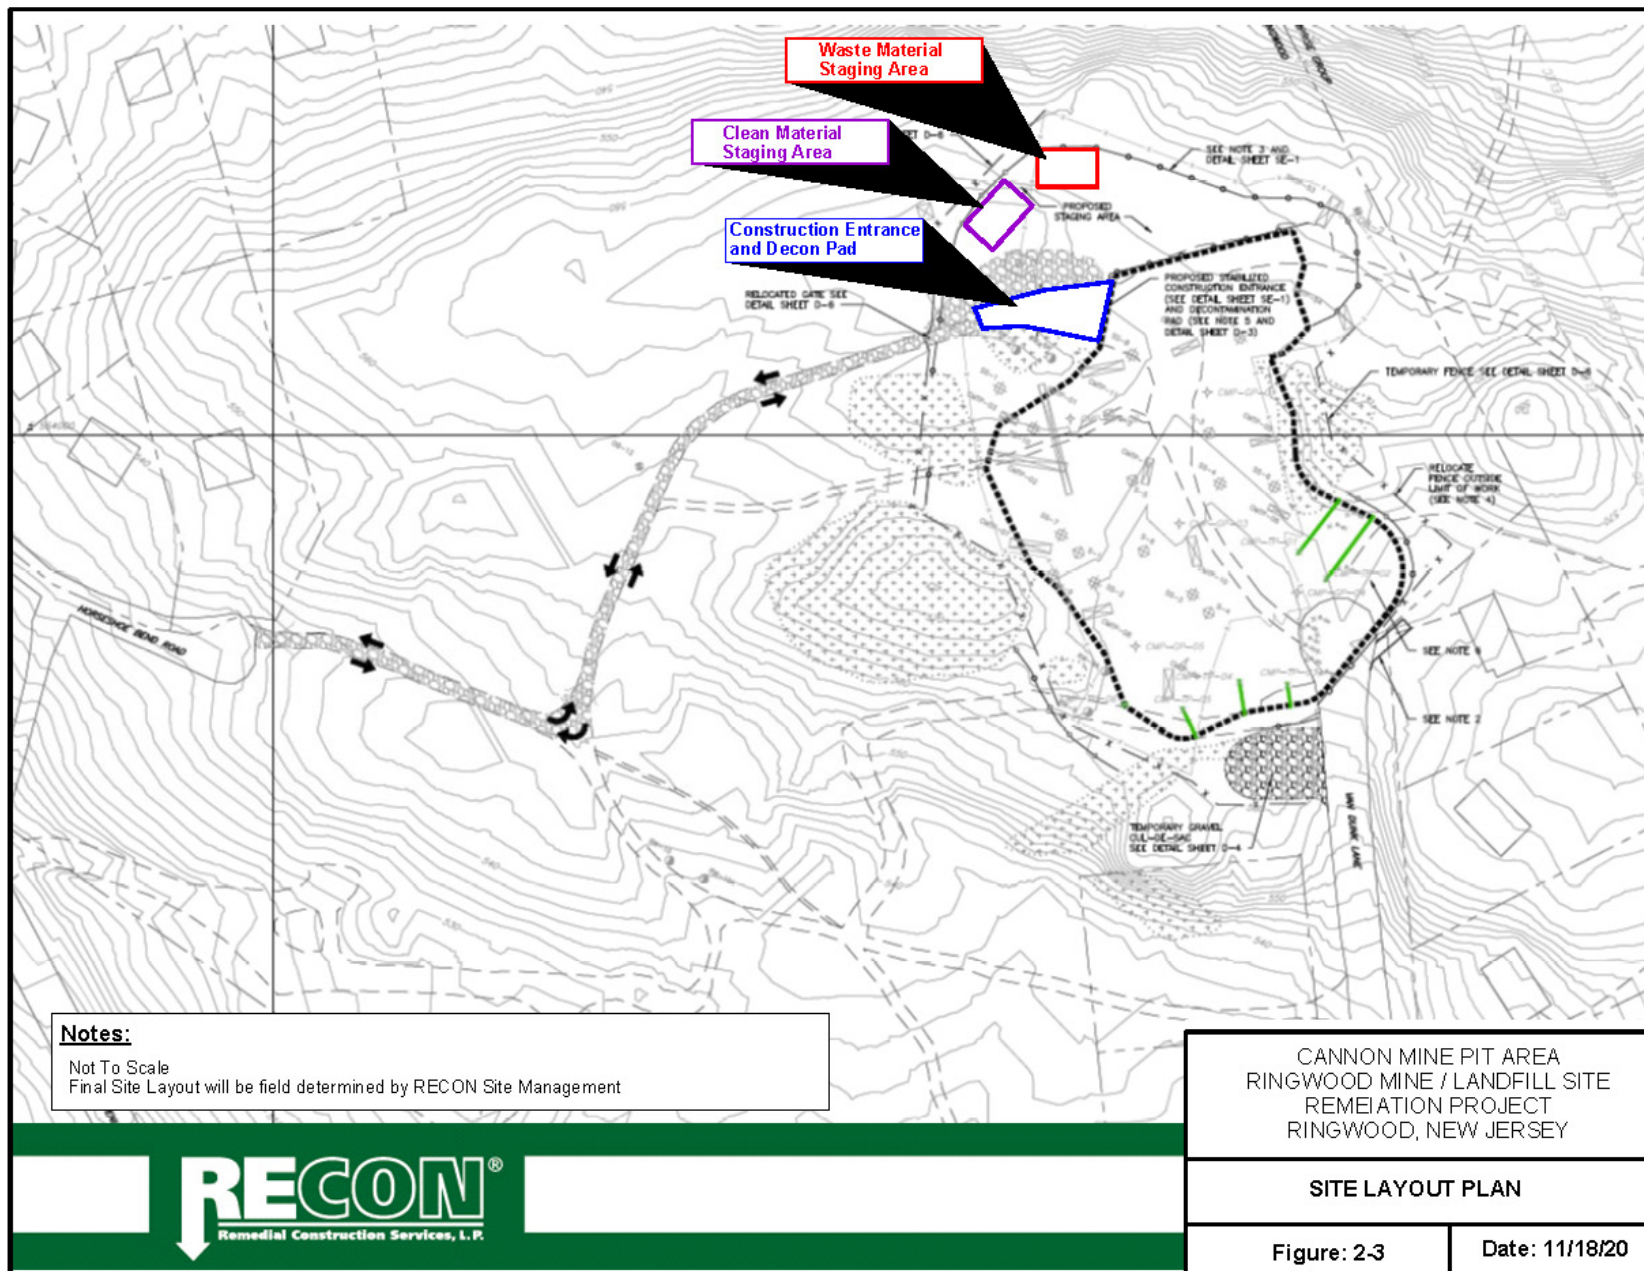 Waste Material
Staging Area
Clean Material
Staging Area
SEE NOTE 3 AND
DETAIL SHEET SE-1
PROPOSED
STAGING AREA
Construction Entrance
and Decon Pad
RELOCATED GATE SEE
DETAIL SHEET D-6
PROPOSED STABILIZED
CONSTRUCTION ENTRANCE
(SEE DETAIL SHEET SE-1)
AND DECONTAMINATION
PAD (SEE NOTE 5 AND
DETAIL SHEET D-3)
TEMPORARY FENCE SEE DETAIL SHEET D-6
RELOCATE
FENCE OUTSIDE
LIMIT OF WORK
(SEE NOTE 4)
HORSESHOE BEND ROAD
SEE NOTE 6
SEE NOTE 2
TEMPORARY GRAVEL
CUL-DE-SAC
SEE DETAIL SHEET D-4
VAN DUNK LANE
Notes:
Not To Scale
Final Site Layout will be field determined by RECON Site Management
CANNON MINE PIT AREA
RINGWOOD MINE / LANDFILL SITE
REMEIATION PROJECT
RINGWOOD, NEW JERSEY
SITE LAYOUT PLAN
Figure: 2-3
Date: 11/18/20
RECON®
Remedial Construction Services, L.P.